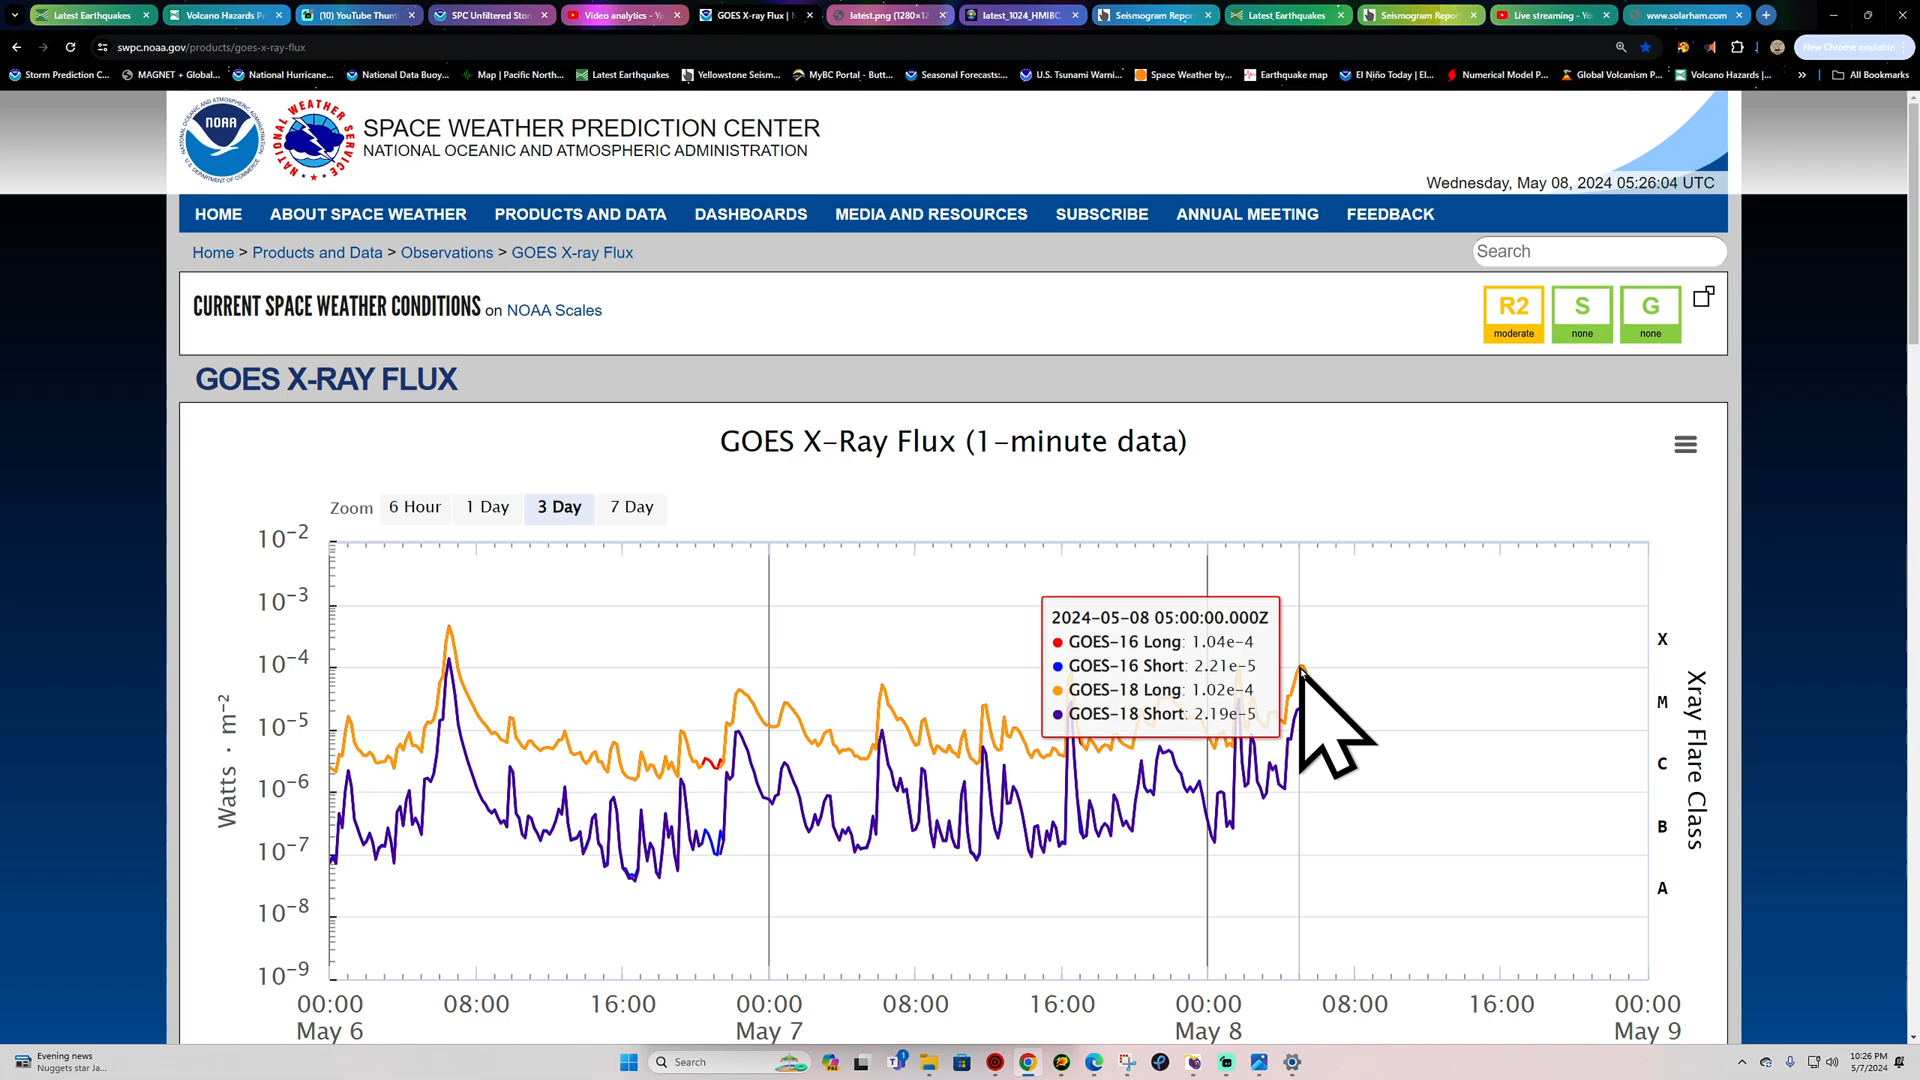 Latest Earthquakes
Volcano Hazards P
(10) YouTube Thum
SPC Unfiltered Stor
Video analytics - Yo
GOES X-ray Flux | N
latest.png (1280×12
latest_1024_HMIBC.
Seismogram Repor
Latest Earthquakes
Seismogram Repor
Live streaming - Yo
www.solarham.com
swpc.noaa.gov/products/goes-x-ray-flux
New Chrome available
Storm Prediction C...
MAGNET + Global...
National Hurricane...
National Data Buoy...
Map | Pacific North...
Latest Earthquakes
Yellowstone Seism...
MyBC Portal - Butt...
Seasonal Forecasts:...
U.S. Tsunami Warni...
Space Weather by...
Earthquake map
El Niño Today | El...
Numerical Model P...
Global Volcanism P...
Volcano Hazards |...
All Bookmarks
NOAA
SPACE WEATHER PREDICTION CENTER
NATIONAL OCEANIC AND ATMOSPHERIC ADMINISTRATION
Wednesday, May 08, 2024 05:26:04 UTC
HOME ABOUT SPACE WEATHER PRODUCTS AND DATA DASHBOARDS MEDIA AND RESOURCES SUBSCRIBE ANNUAL MEETING FEEDBACK
Home > Products and Data > Observations > GOES X-ray Flux
Search
CURRENT SPACE WEATHER CONDITIONS on NOAA Scales
R2 S G
moderate none none
GOES X-RAY FLUX
GOES X-Ray Flux (1-minute data)
Zoom 6 Hour 1 Day 3 Day 7 Day
10⁻²
10⁻³
10⁻⁴
10⁻⁵
10⁻⁶
10⁻⁷
10⁻⁸
10⁻⁹
Watts · m⁻²
2024-05-08 05:00:00.000Z
GOES-16 Long: 1.04e-4
GOES-16 Short: 2.21e-5
GOES-18 Long: 1.02e-4
GOES-18 Short: 2.19e-5
X
M
C
B
A
Xray Flare Class
00:00 08:00 16:00 00:00 08:00 16:00 00:00 08:00 16:00 00:00
May 6 May 7 May 8 May 9
Evening news
Nuggets star Ja...
Search
10:26 PM
5/7/2024